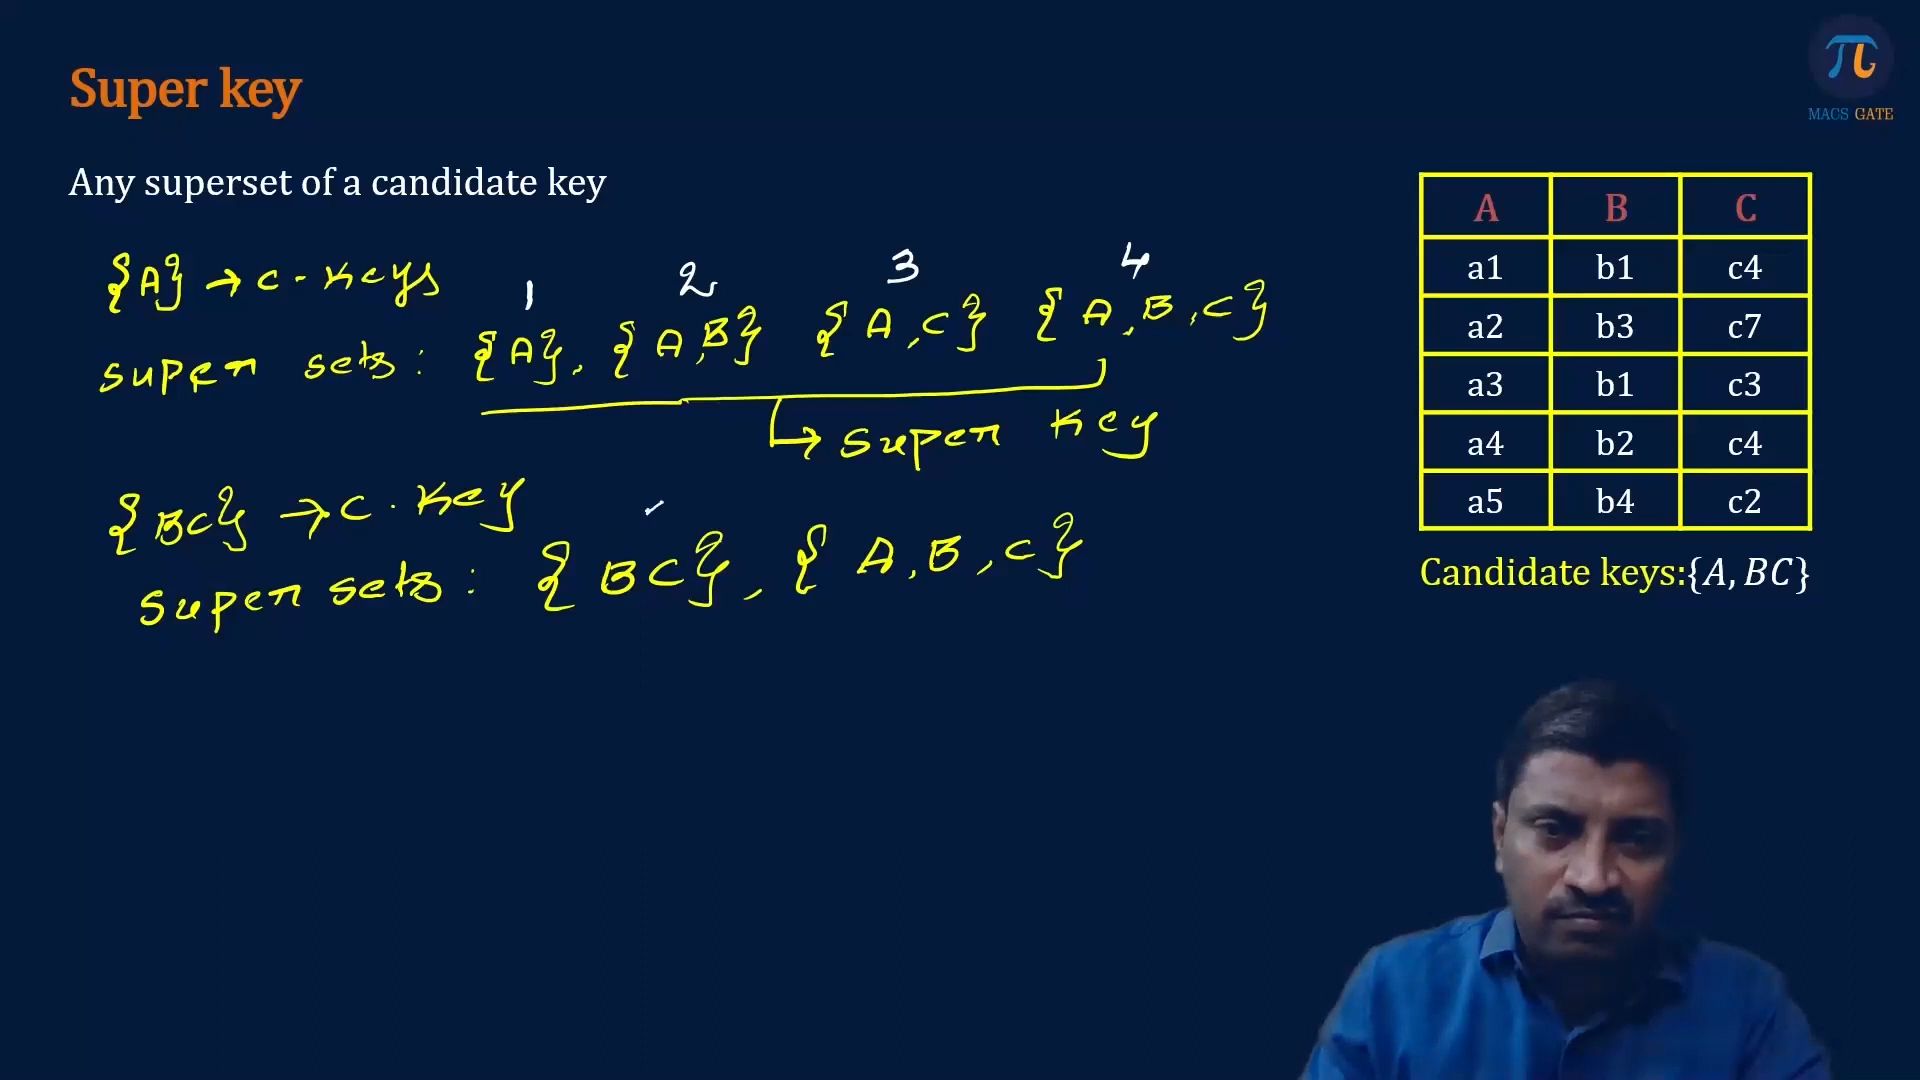 Super key
MACS GATE
Any superset of a candidate key
{A} → c-keys
1 2 3 4
super sets: {A}, {A,B} {A,C} {A,B,C}
→ super key
{BC} → c.key
super sets: {BC}, {A,B,C}
A B C
a1 b1 c4
a2 b3 c7
a3 b1 c3
a4 b2 c4
a5 b4 c2
Candidate keys:{A, BC}